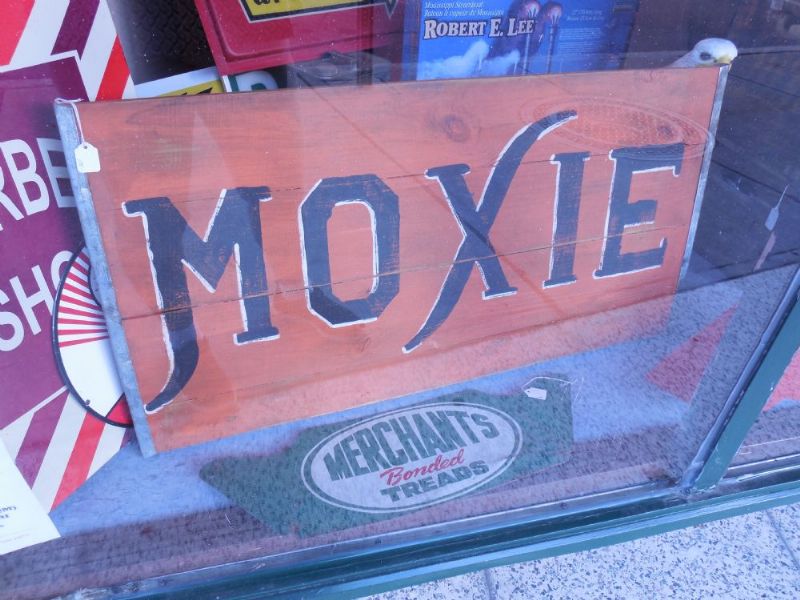 ROBERT E. LEE
RBE
SHO
MOXIE
MERCHANTS
Bonded
TREADS